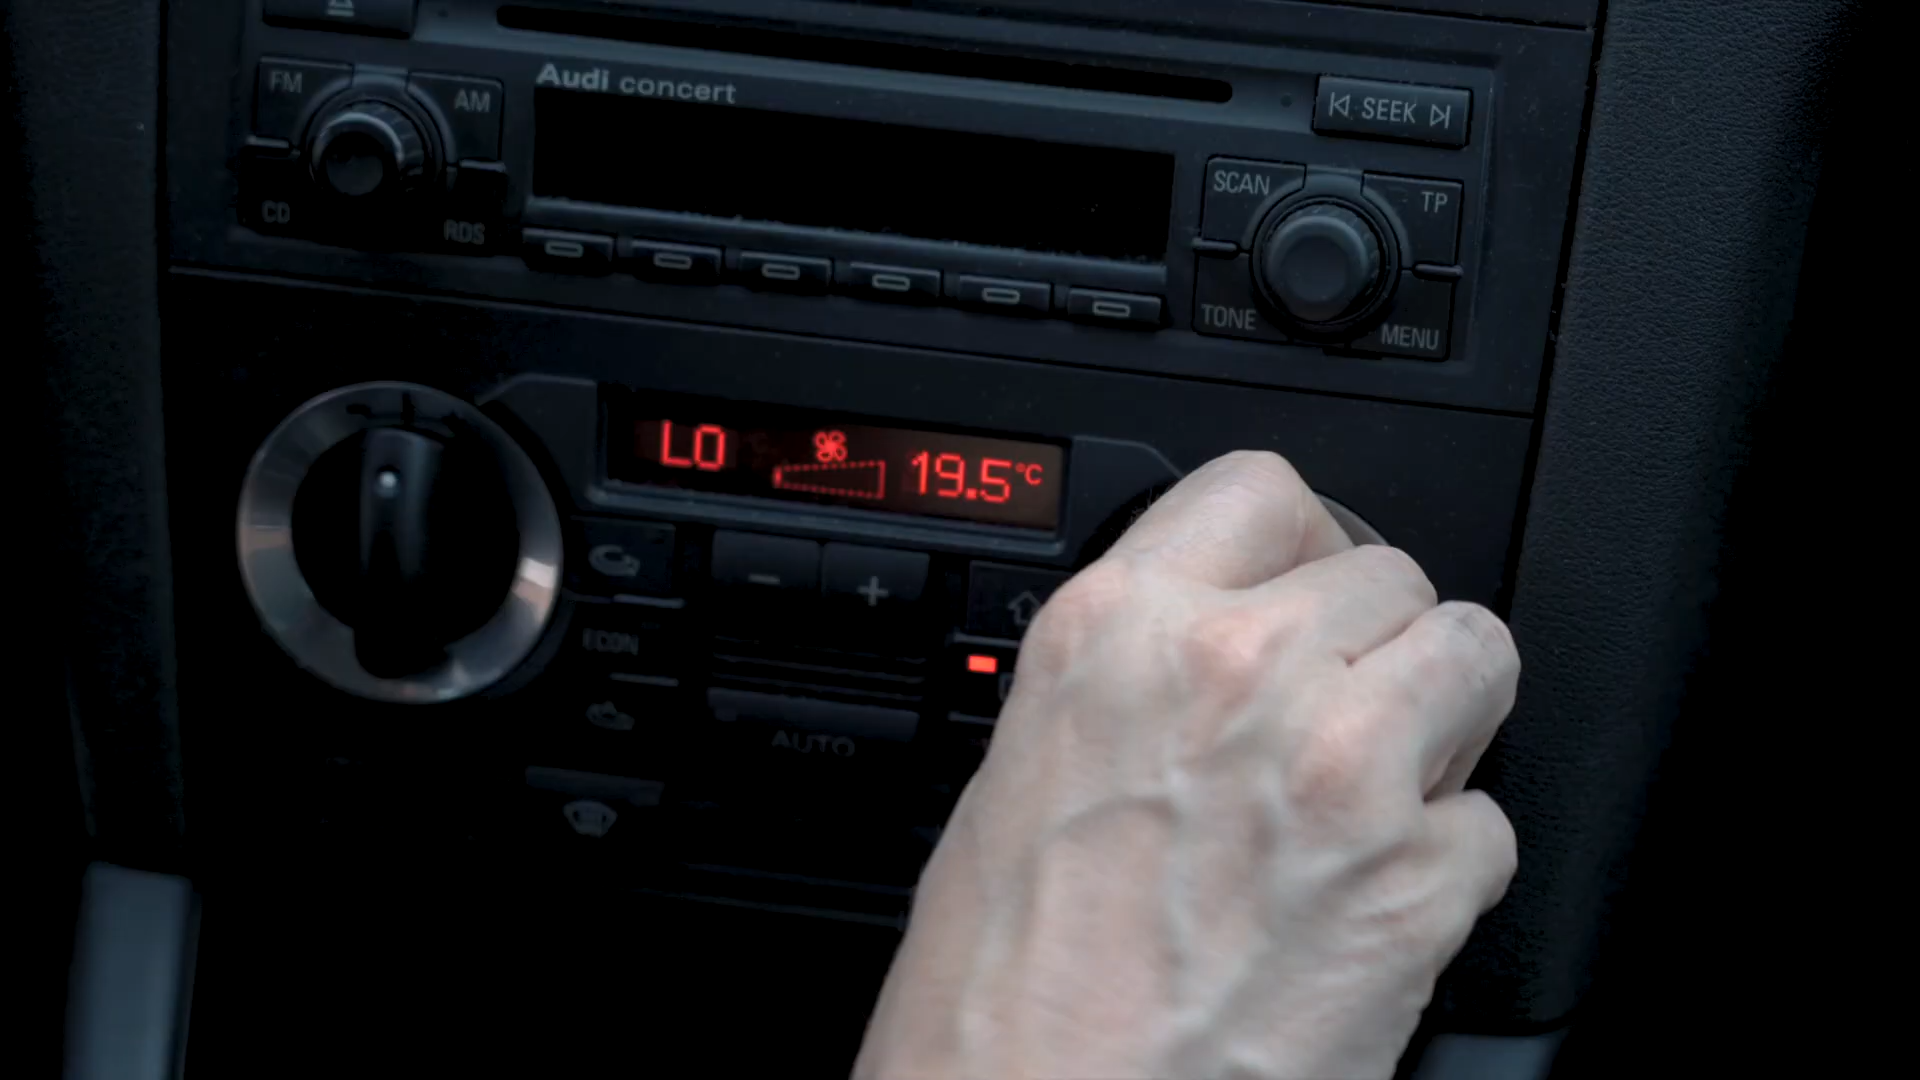 FM
AM
Audi concert
SEEK
CD
RDS
SCAN
TP
TONE
MENU
LO
19.5°C
- +
ECON
AUTO